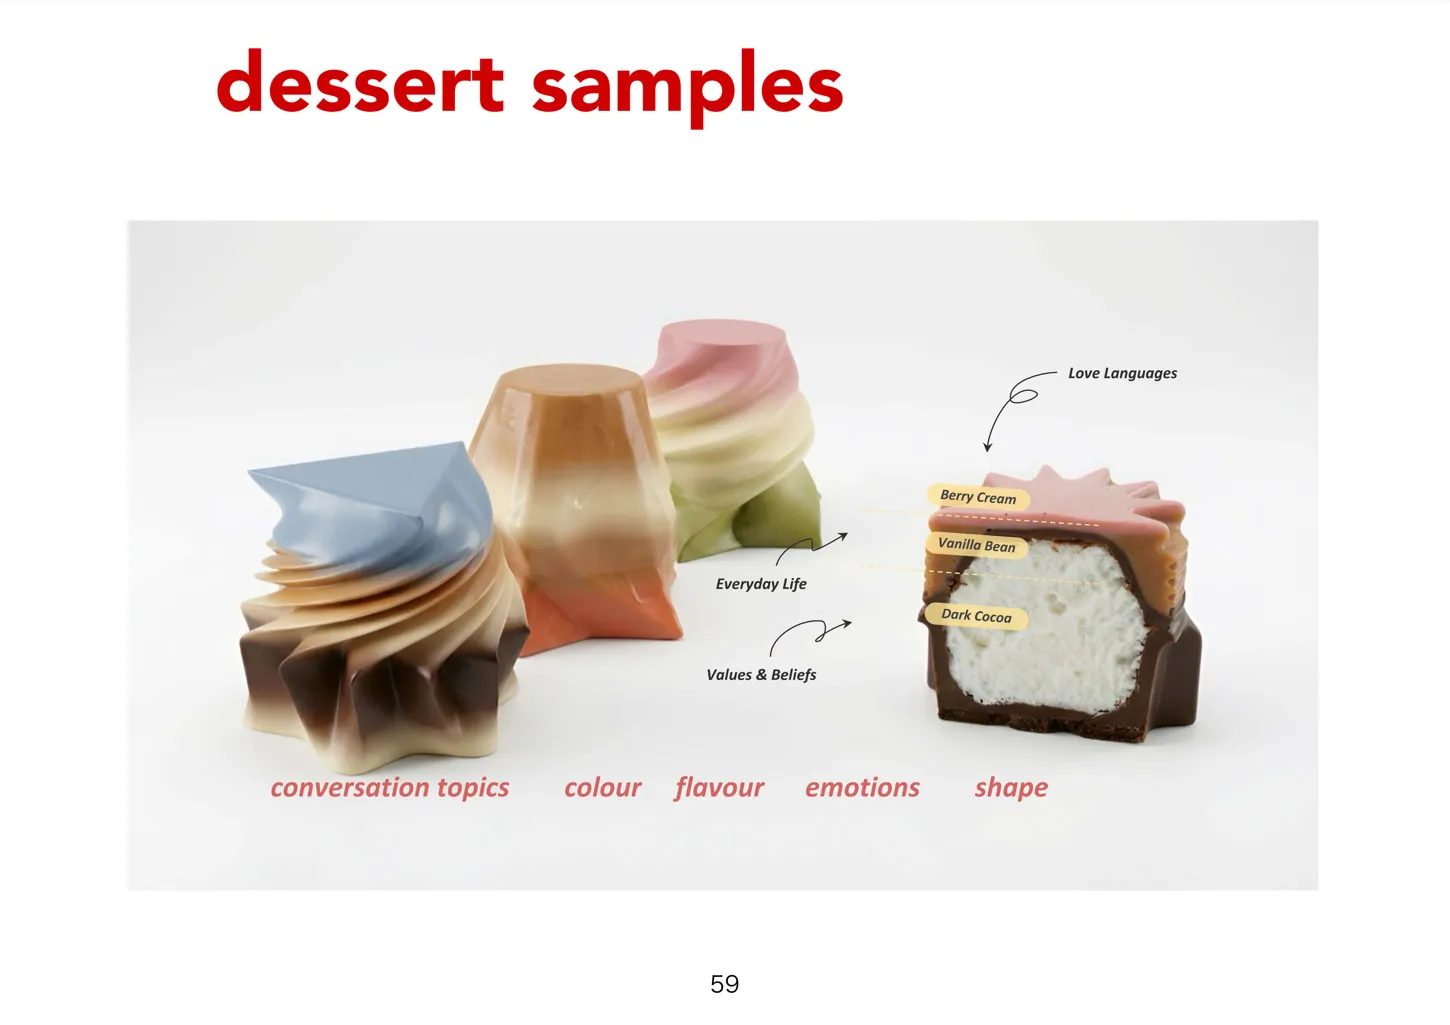 dessert samples
Love Languages
Berry Cream
Vanilla Bean
Everyday Life
Dark Cocoa
Values & Beliefs
conversation topics colour flavour emotions shape
59